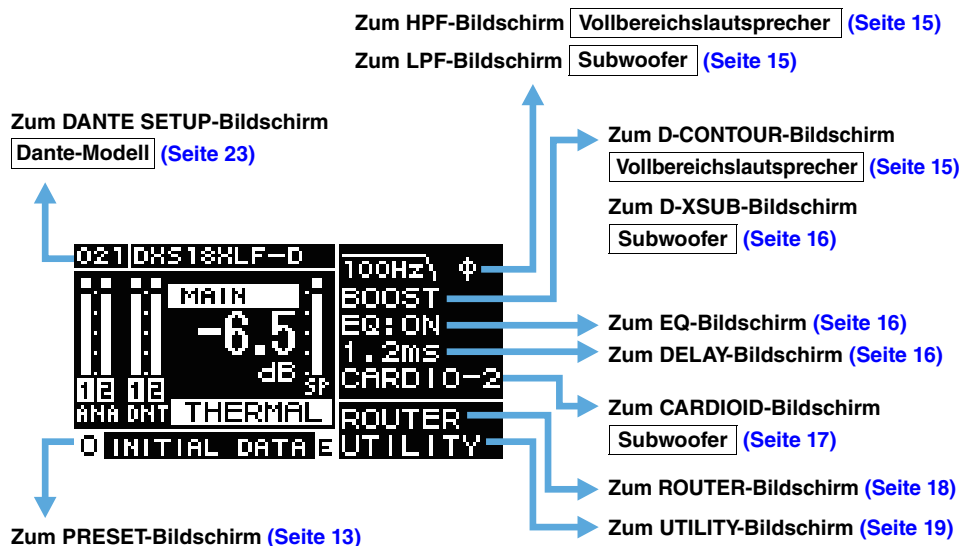 Zum HPF-Bildschirm Vollbereichslautsprecher (Seite 15)
Zum LPF-Bildschirm Subwoofer (Seite 15)
Zum DANTE SETUP-Bildschirm
Dante-Modell (Seite 23)
Zum D-CONTOUR-Bildschirm
Vollbereichslautsprecher (Seite 15)
Zum D-XSUB-Bildschirm
Subwoofer (Seite 16)
021 DXS18XLF-D
MAIN
-6.5
dB
SP
1 2 1 2
ANA DNT THERMAL
0 INITIAL DATA E
100Hz ϕ
BOOST
EQ:ON
1.2ms
CARDIO-2
ROUTER
UTILITY
Zum EQ-Bildschirm (Seite 16)
Zum DELAY-Bildschirm (Seite 16)
Zum CARDIOID-Bildschirm
Subwoofer (Seite 17)
Zum ROUTER-Bildschirm (Seite 18)
Zum UTILITY-Bildschirm (Seite 19)
Zum PRESET-Bildschirm (Seite 13)